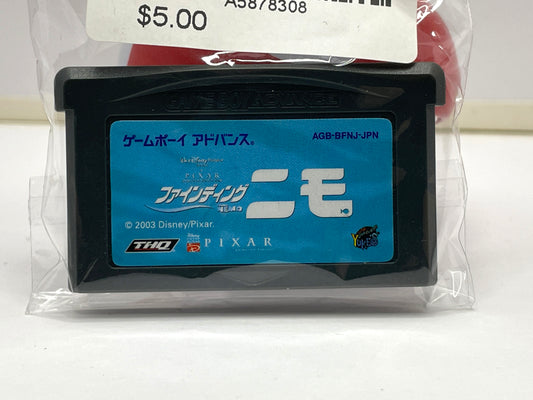 A5878308
$5.00
GAME BOY ADVANCE
ゲームボーイ アドバンス®
AGB-BFNJ-JPN
PIXAR
ファインディング
ニモ
© 2003 Disney/Pixar.
THQ
PIXAR